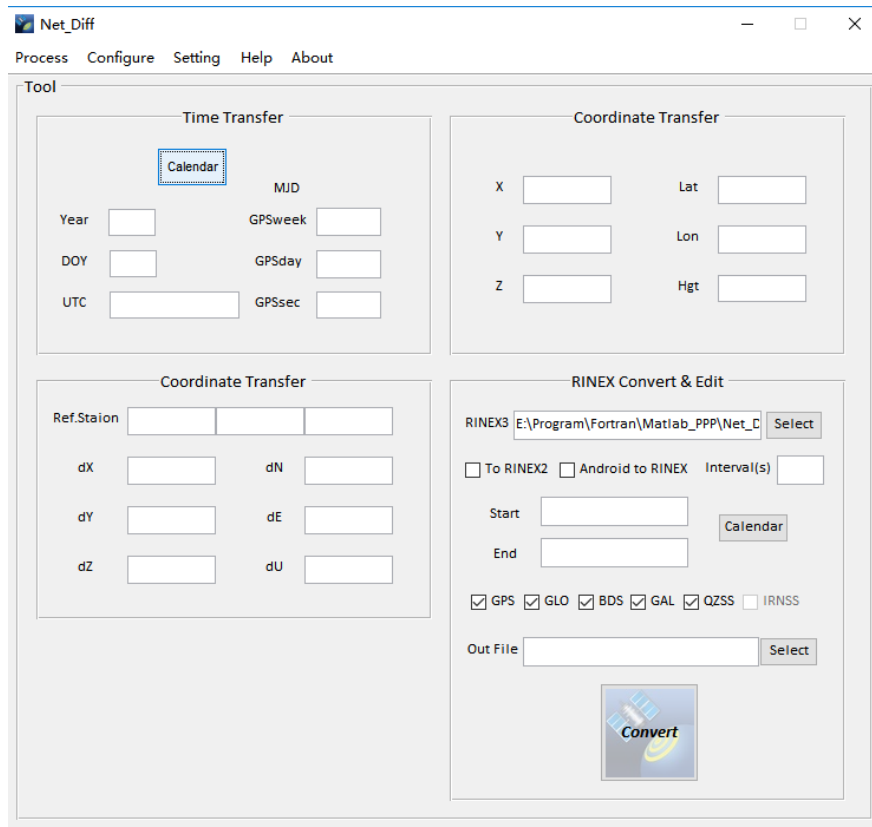 Net_Diff
Process Configure Setting Help About
Tool
Time Transfer
Calendar
MJD
Year GPSweek
DOY GPSday
UTC GPSsec
Coordinate Transfer
X Lat
Y Lon
Z Hgt
Coordinate Transfer
Ref.Staion
dX dN
dY dE
dZ dU
RINEX Convert & Edit
RINEX3 E:\Program\Fortran\Matlab_PPP\Net_D Select
To RINEX2 Android to RINEX Interval(s)
Start
Calendar
End
GPS GLO BDS GAL QZSS IRNSS
Out File Select
Convert